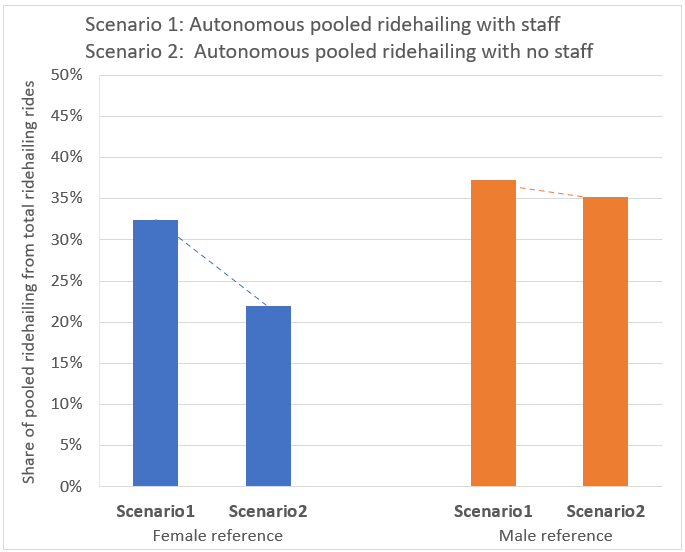 Scenario 1: Autonomous pooled ridehailing with staff
Scenario 2:  Autonomous pooled ridehailing with no staff
Share of pooled ridehailing from total ridehailing rides
50%
45%
40%
35%
30%
25%
20%
15%
10%
5%
0%
Scenario1 Scenario2 Scenario1 Scenario2
Female reference Male reference